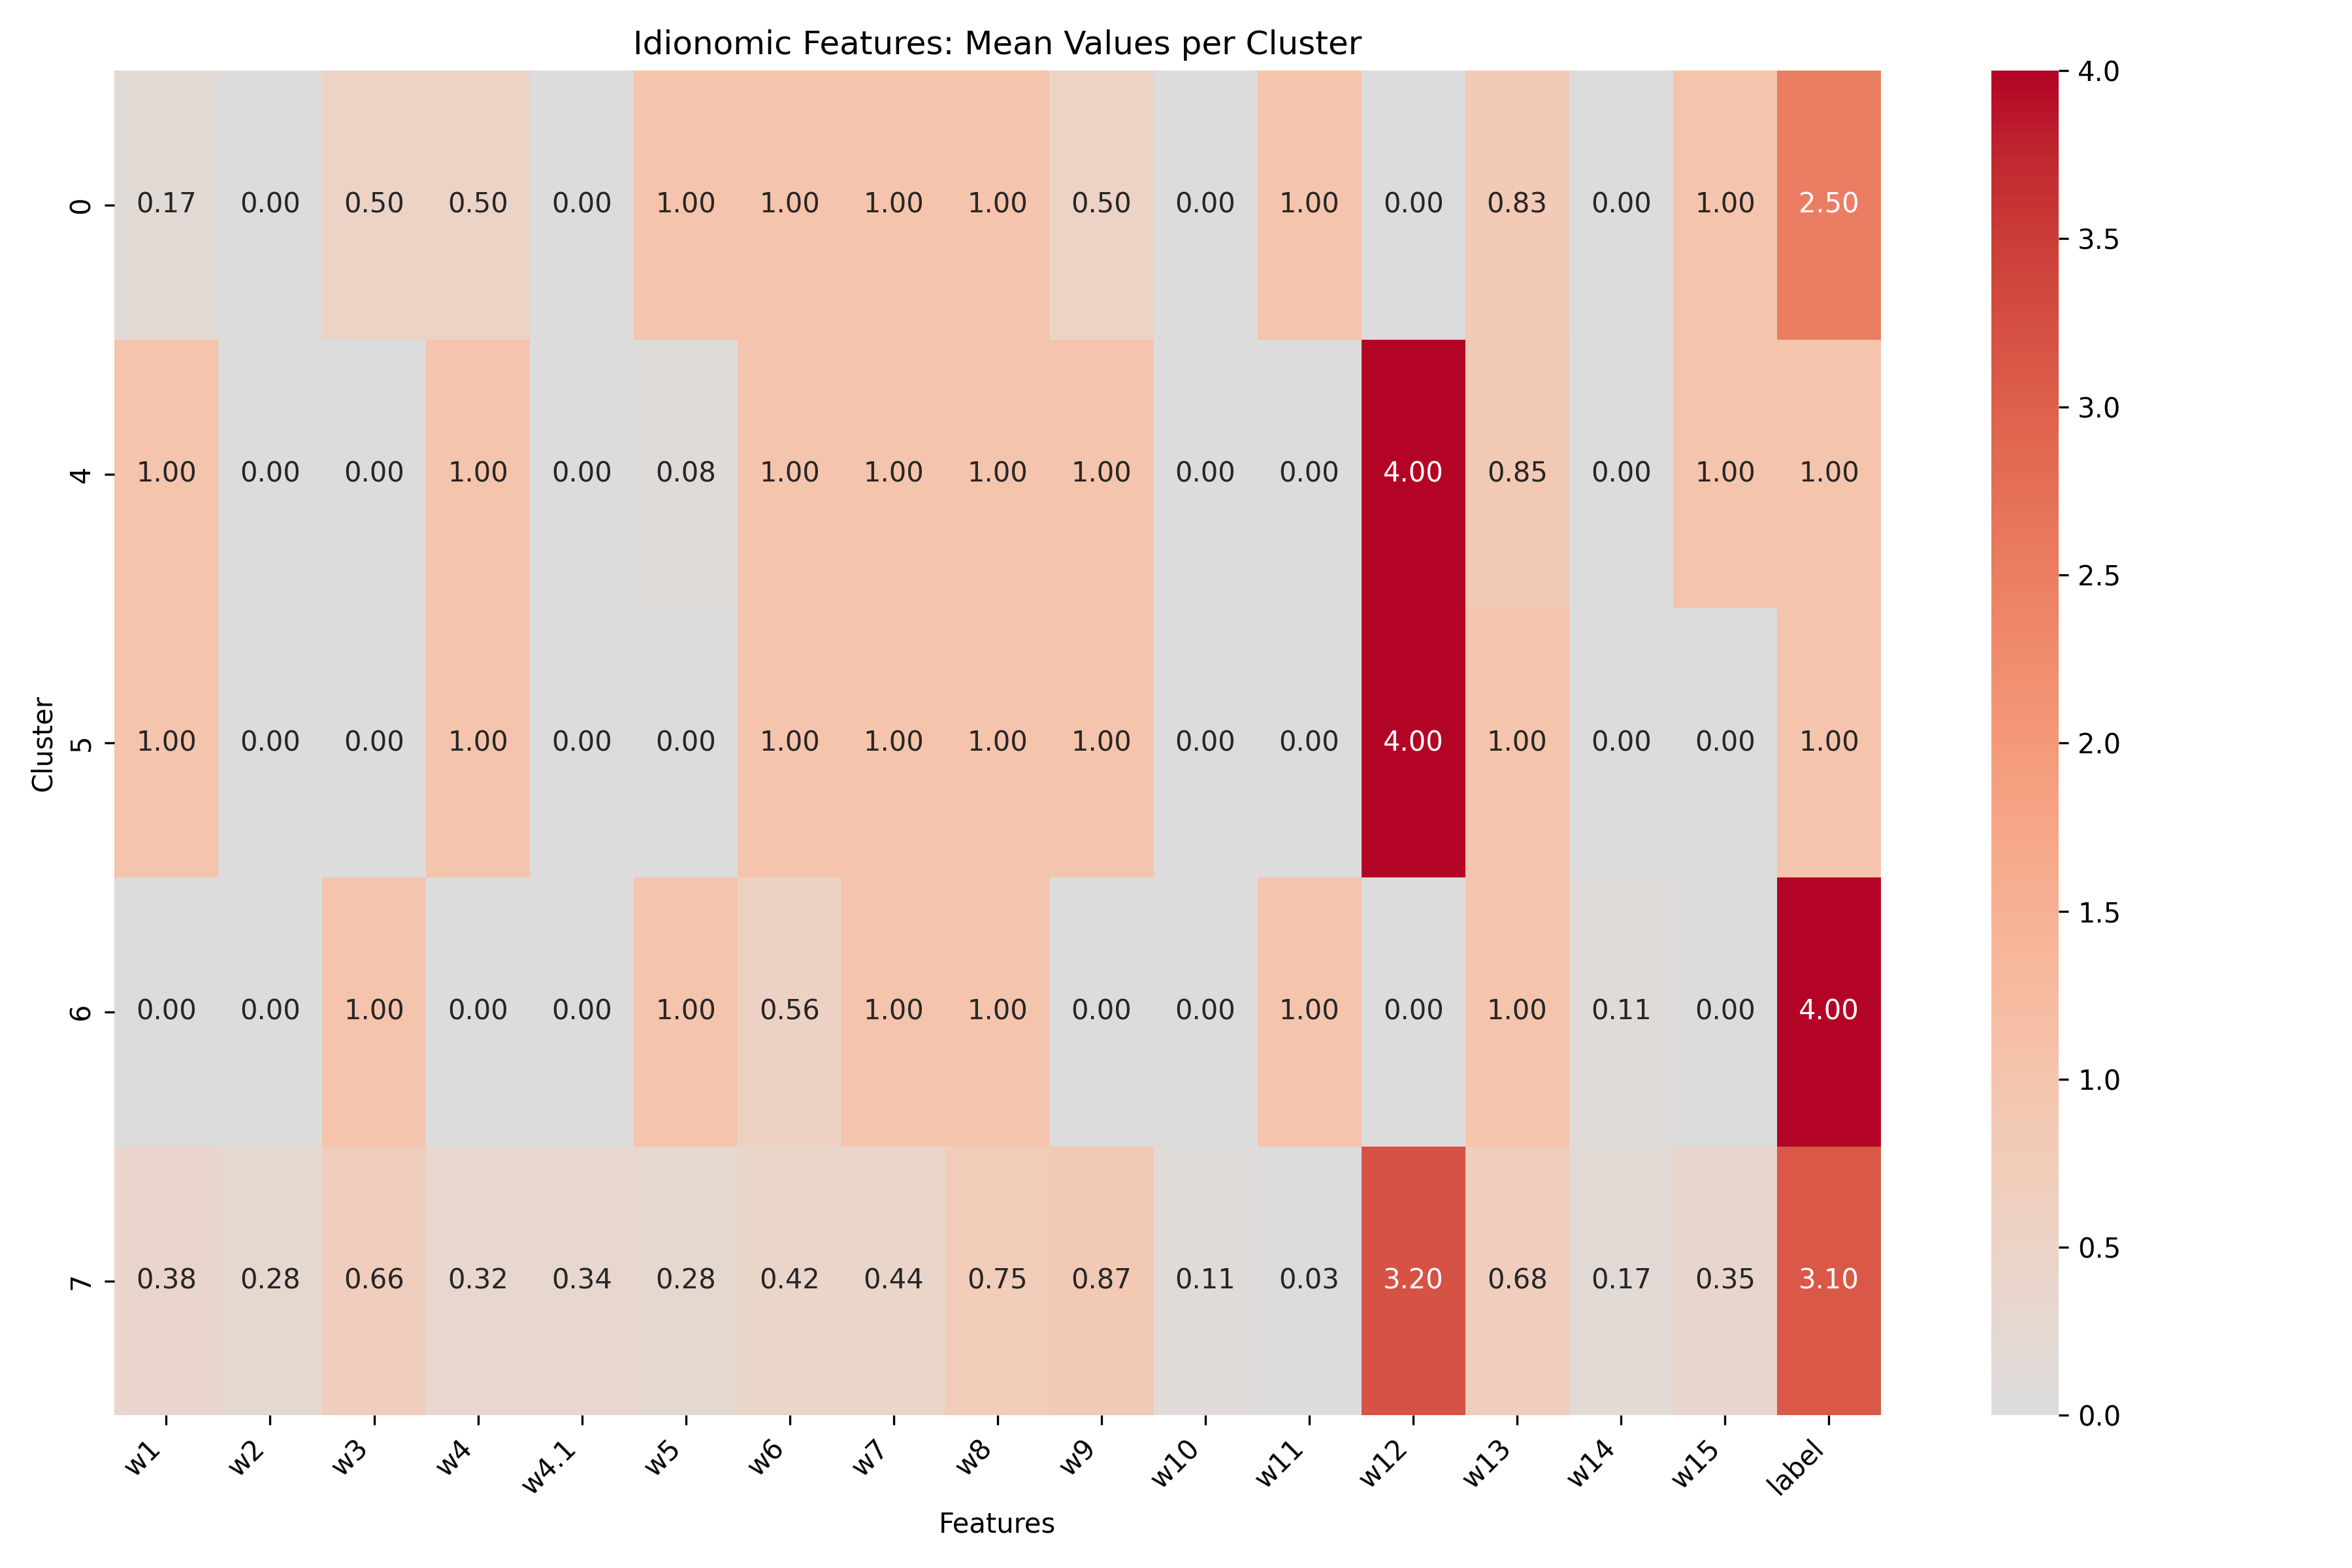 Idionomic Features: Mean Values per Cluster
0 0.17 0.00 0.50 0.50 0.00 1.00 1.00 1.00 1.00 0.50 0.00 1.00 0.00 0.83 0.00 1.00 2.50
4 1.00 0.00 0.00 1.00 0.00 0.08 1.00 1.00 1.00 1.00 0.00 0.00 4.00 0.85 0.00 1.00 1.00
5 1.00 0.00 0.00 1.00 0.00 0.00 1.00 1.00 1.00 1.00 0.00 0.00 4.00 1.00 0.00 0.00 1.00
6 0.00 0.00 1.00 0.00 0.00 1.00 0.56 1.00 1.00 0.00 0.00 1.00 0.00 1.00 0.11 0.00 4.00
7 0.38 0.28 0.66 0.32 0.34 0.28 0.42 0.44 0.75 0.87 0.11 0.03 3.20 0.68 0.17 0.35 3.10
Cluster
w1 w2 w3 w4 w4.1 w5 w6 w7 w8 w9 w10 w11 w12 w13 w14 w15 label
Features
4.0
3.5
3.0
2.5
2.0
1.5
1.0
0.5
0.0